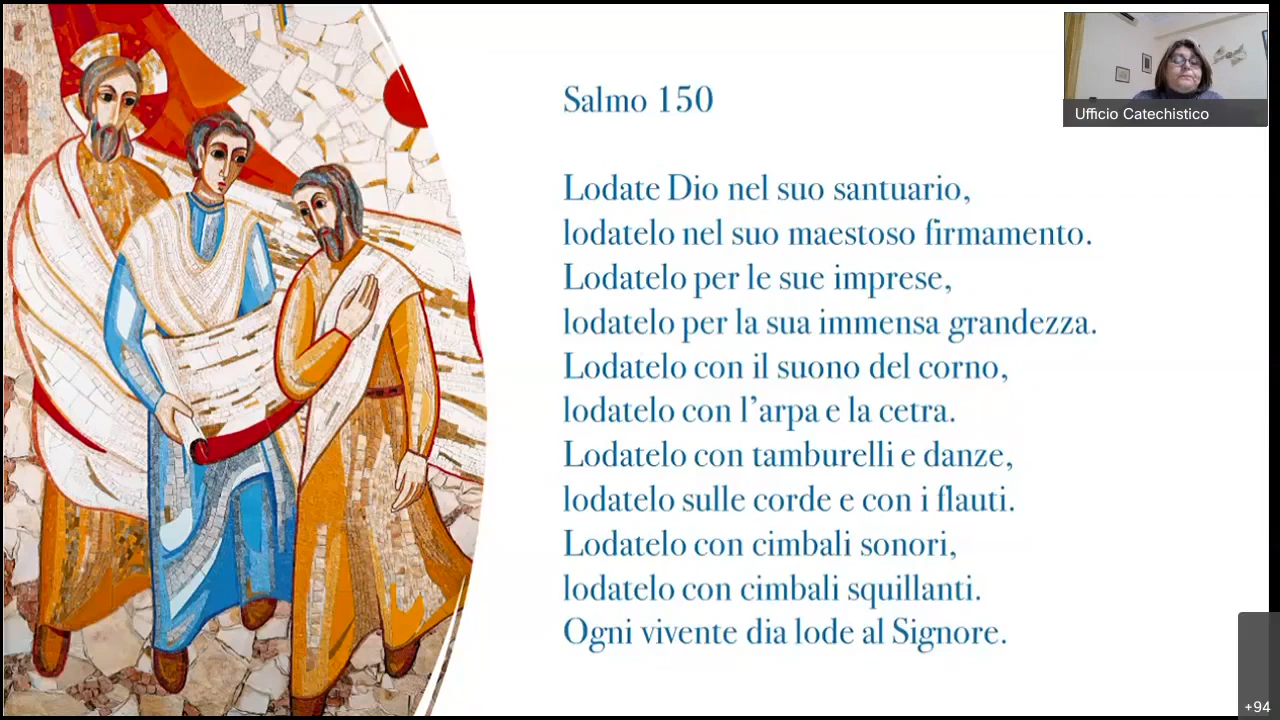 Salmo 150
Lodate Dio nel suo santuario,
lodatelo nel suo maestoso firmamento.
Lodatelo per le sue imprese,
lodatelo per la sua immensa grandezza.
Lodatelo con il suono del corno,
lodatelo con l’arpa e la cetra.
Lodatelo con tamburelli e danze,
lodatelo sulle corde e con i flauti.
Lodatelo con cimbali sonori,
lodatelo con cimbali squillanti.
Ogni vivente dia lode al Signore.
Ufficio Catechistico
+94